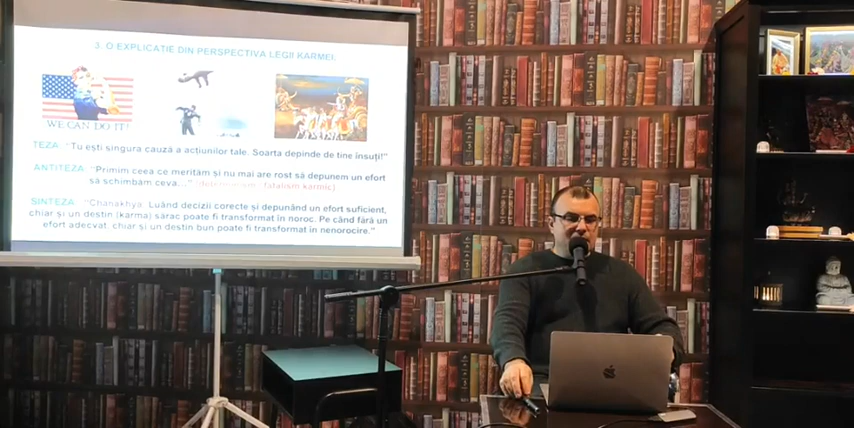 3. O EXPLICATIE DIN PERSPECTIVA LEGII KARMEI.
WE CAN DO IT!
TEZA: "Tu ești singura cauză a acțiunilor tale. Soarta depinde de tine însuți!"
ANTITEZA: "Primim ceea ce merităm și nu mai are rost să depunem un efort
să schimbăm ceva..." fatalism karmic)
SINTEZA: "Chanakhya: Luând decizii corecte și depunând un efort suficient,
chiar și un destin (karma) sărac poate fi transformat în noroc. Pe când fără un
efort adecvat, chiar și un destin bun poate fi transformat în nenorocire."